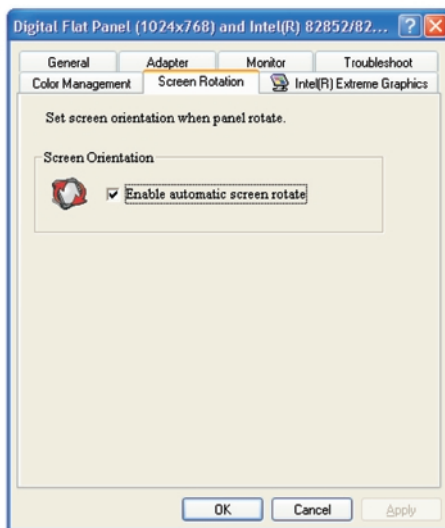 Digital Flat Panel (1024x768) and Intel(R) 82852/82...
General Adapter Monitor Troubleshoot
Color Management Screen Rotation Intel(R) Extreme Graphics
Set screen orientation when panel rotate.
Screen Orientation
Enable automatic screen rotate
OK Cancel Apply